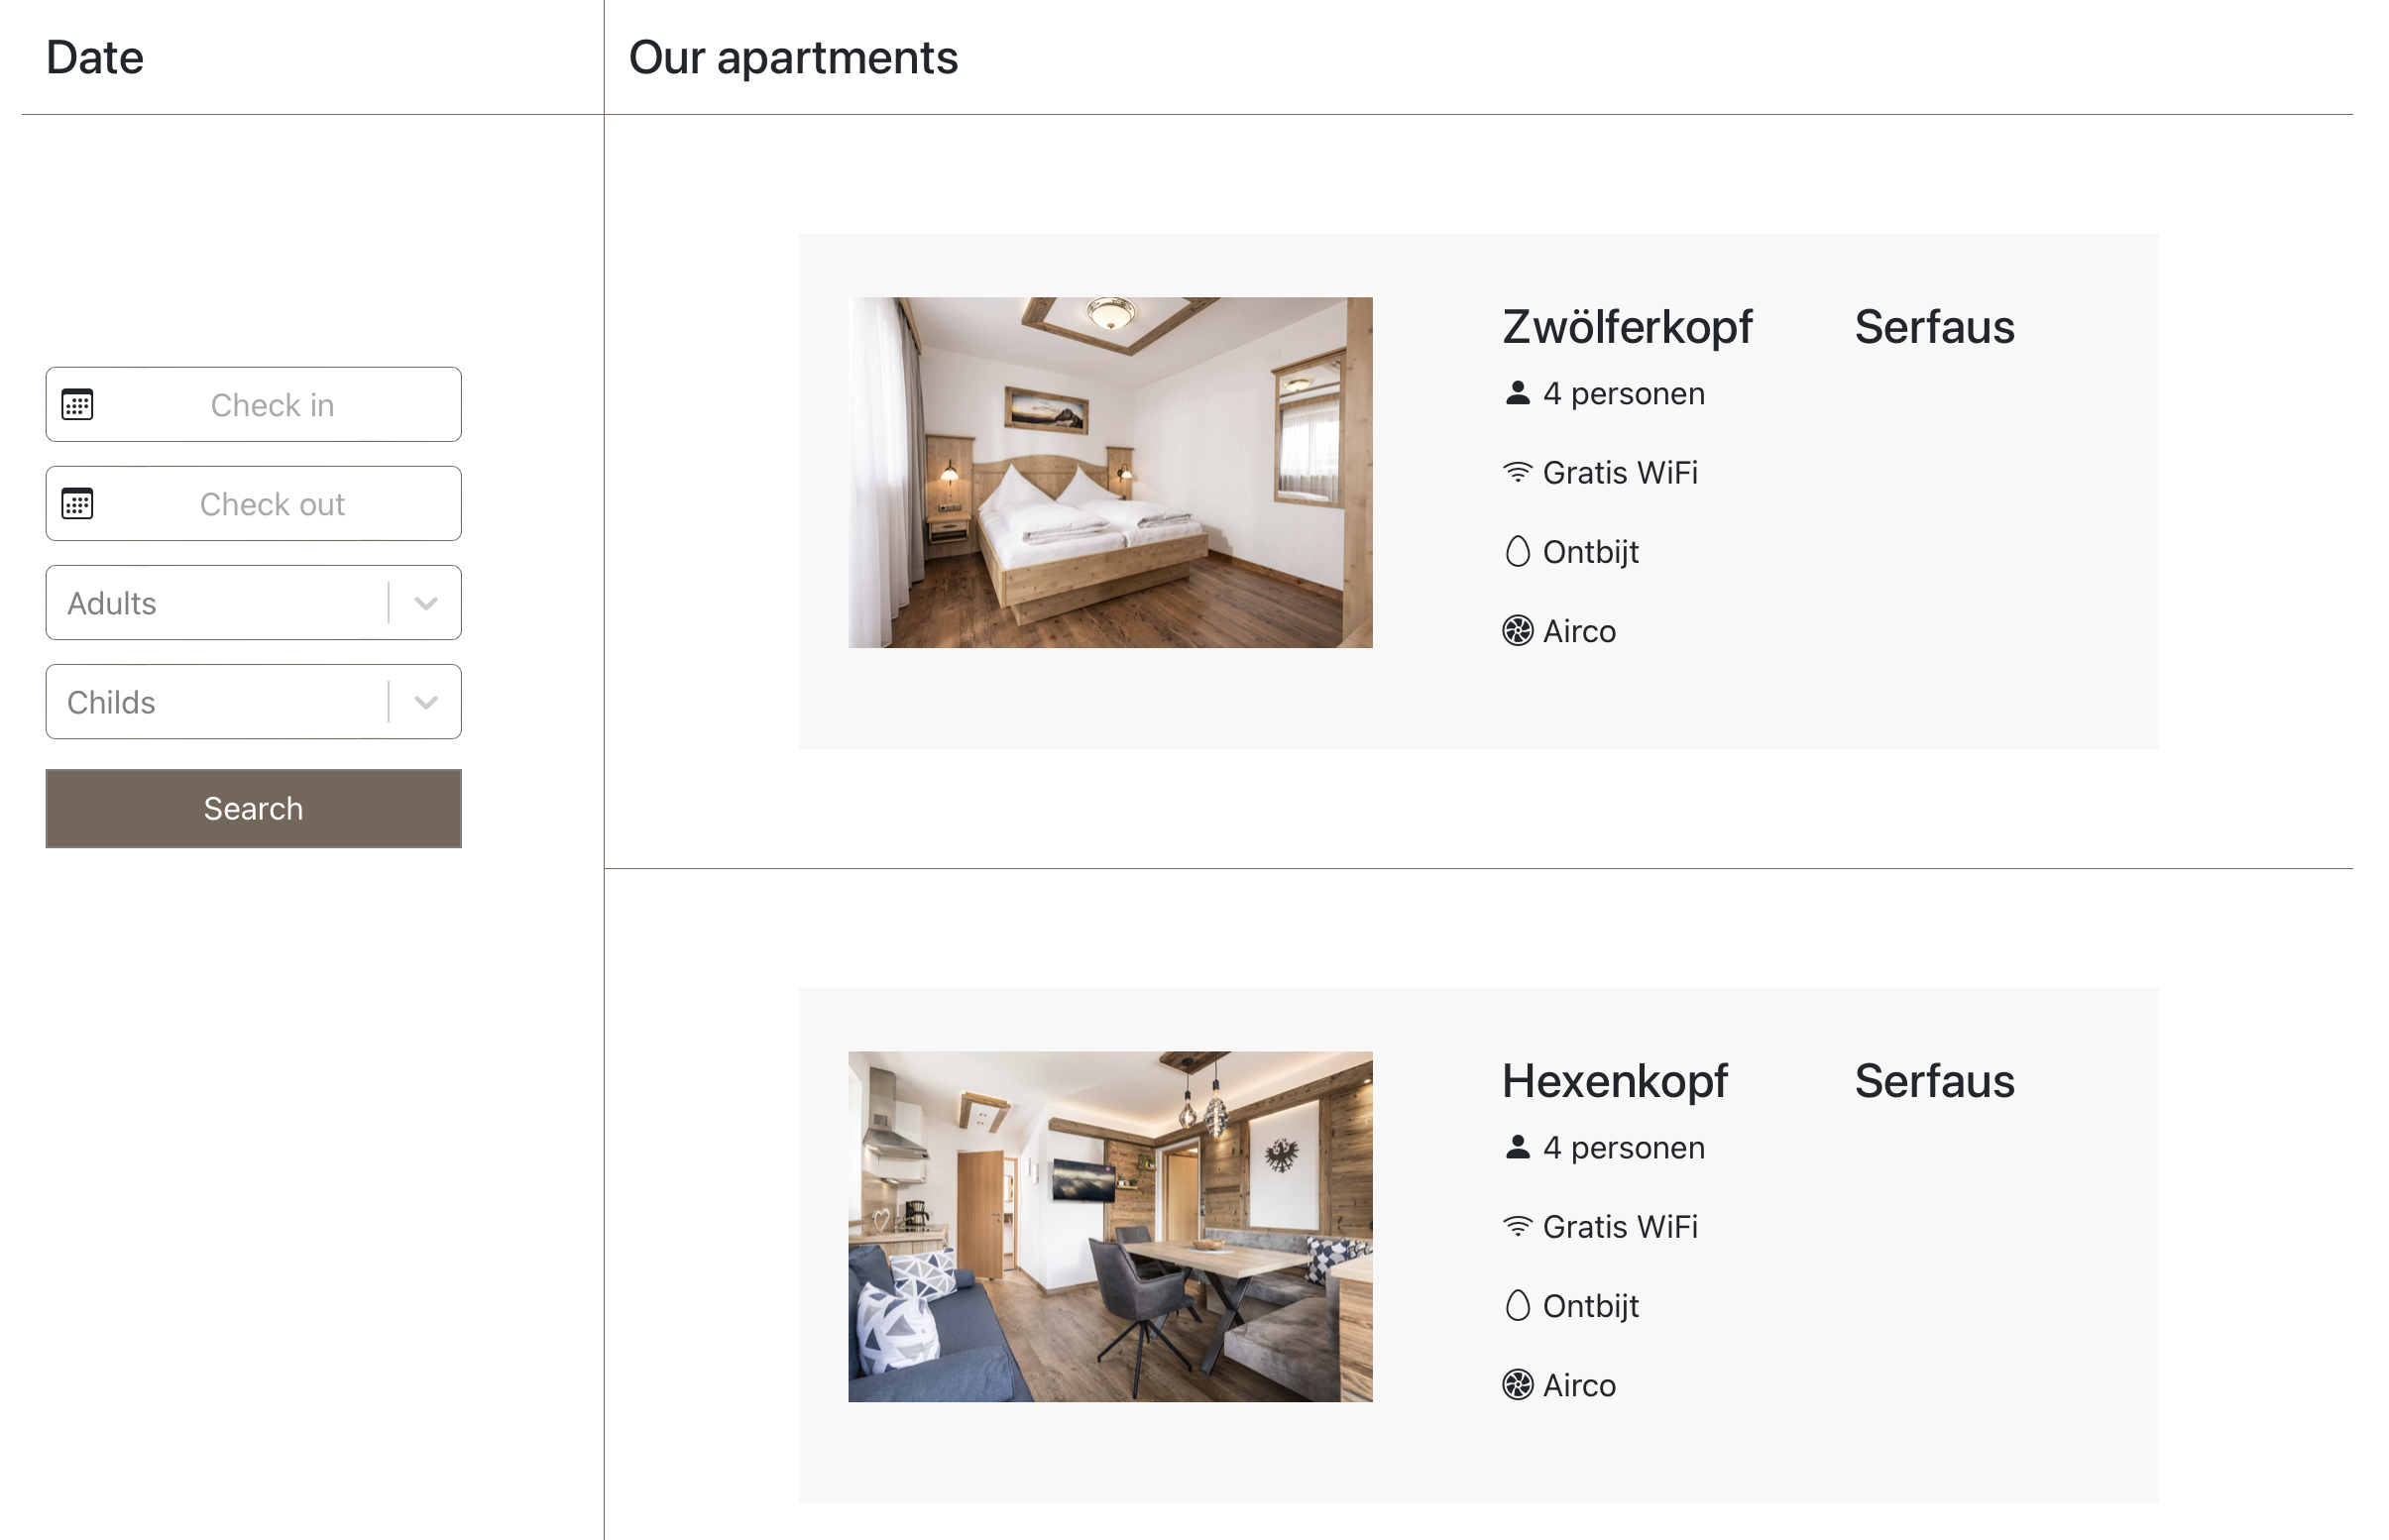 Date
Our apartments
Check in
Check out
Adults
Childs
Search
Zwölferkopf
Serfaus
4 personen
Gratis WiFi
Ontbijt
Airco
Hexenkopf
Serfaus
4 personen
Gratis WiFi
Ontbijt
Airco